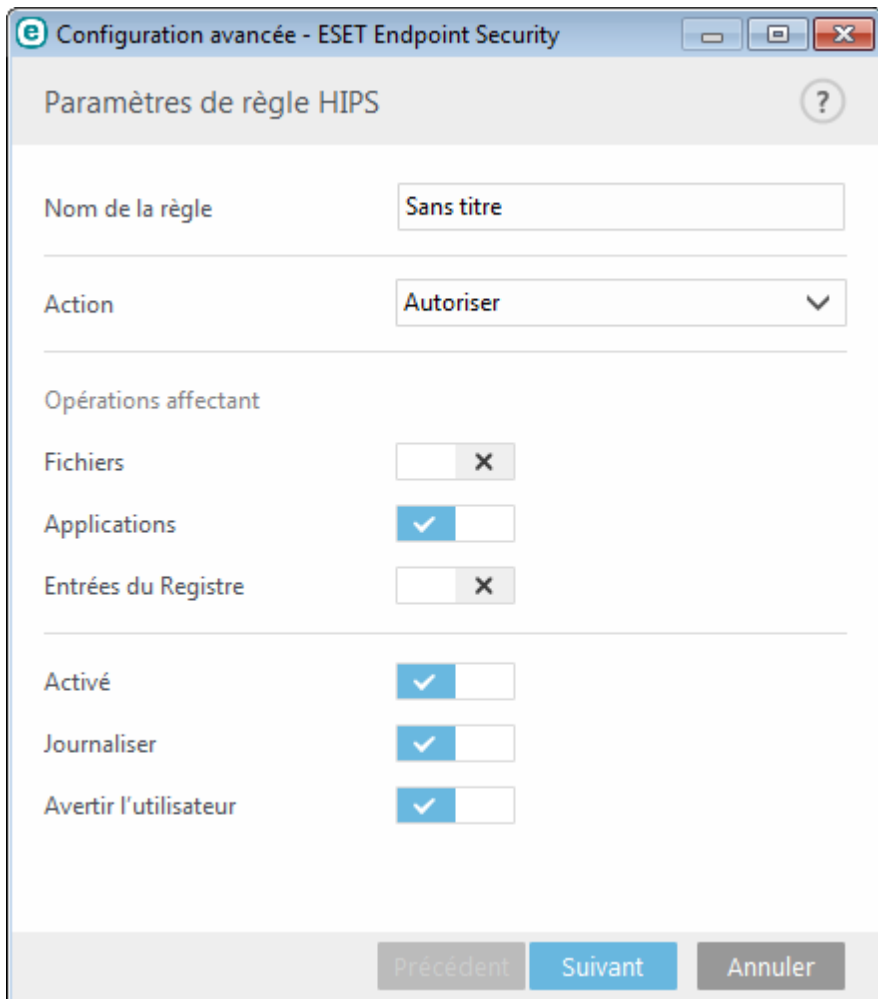 e Configuration avancée - ESET Endpoint Security
Paramètres de règle HIPS ?
Nom de la règle Sans titre
Action Autoriser
Opérations affectant
Fichiers
Applications
Entrées du Registre
Activé
Journaliser
Avertir l'utilisateur
Précédent Suivant Annuler